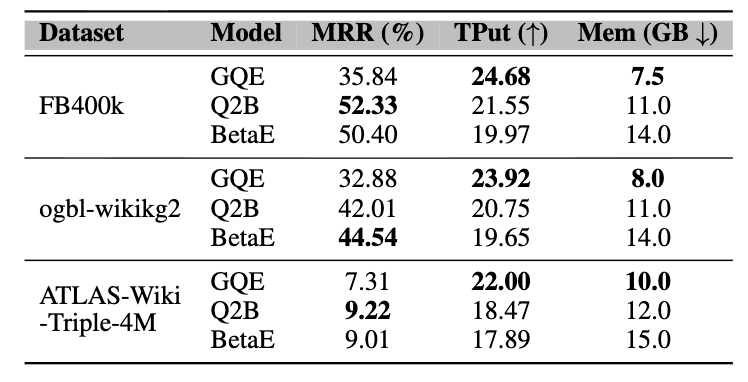 Dataset Model MRR (%) TPut (↑) Mem (GB ↓)
FB400k
GQE 35.84 24.68 7.5
Q2B 52.33 21.55 11.0
BetaE 50.40 19.97 14.0
ogbl-wikikg2
GQE 32.88 23.92 8.0
Q2B 42.01 20.75 11.0
BetaE 44.54 19.65 14.0
ATLAS-Wiki
-Triple-4M
GQE 7.31 22.00 10.0
Q2B 9.22 18.47 12.0
BetaE 9.01 17.89 15.0